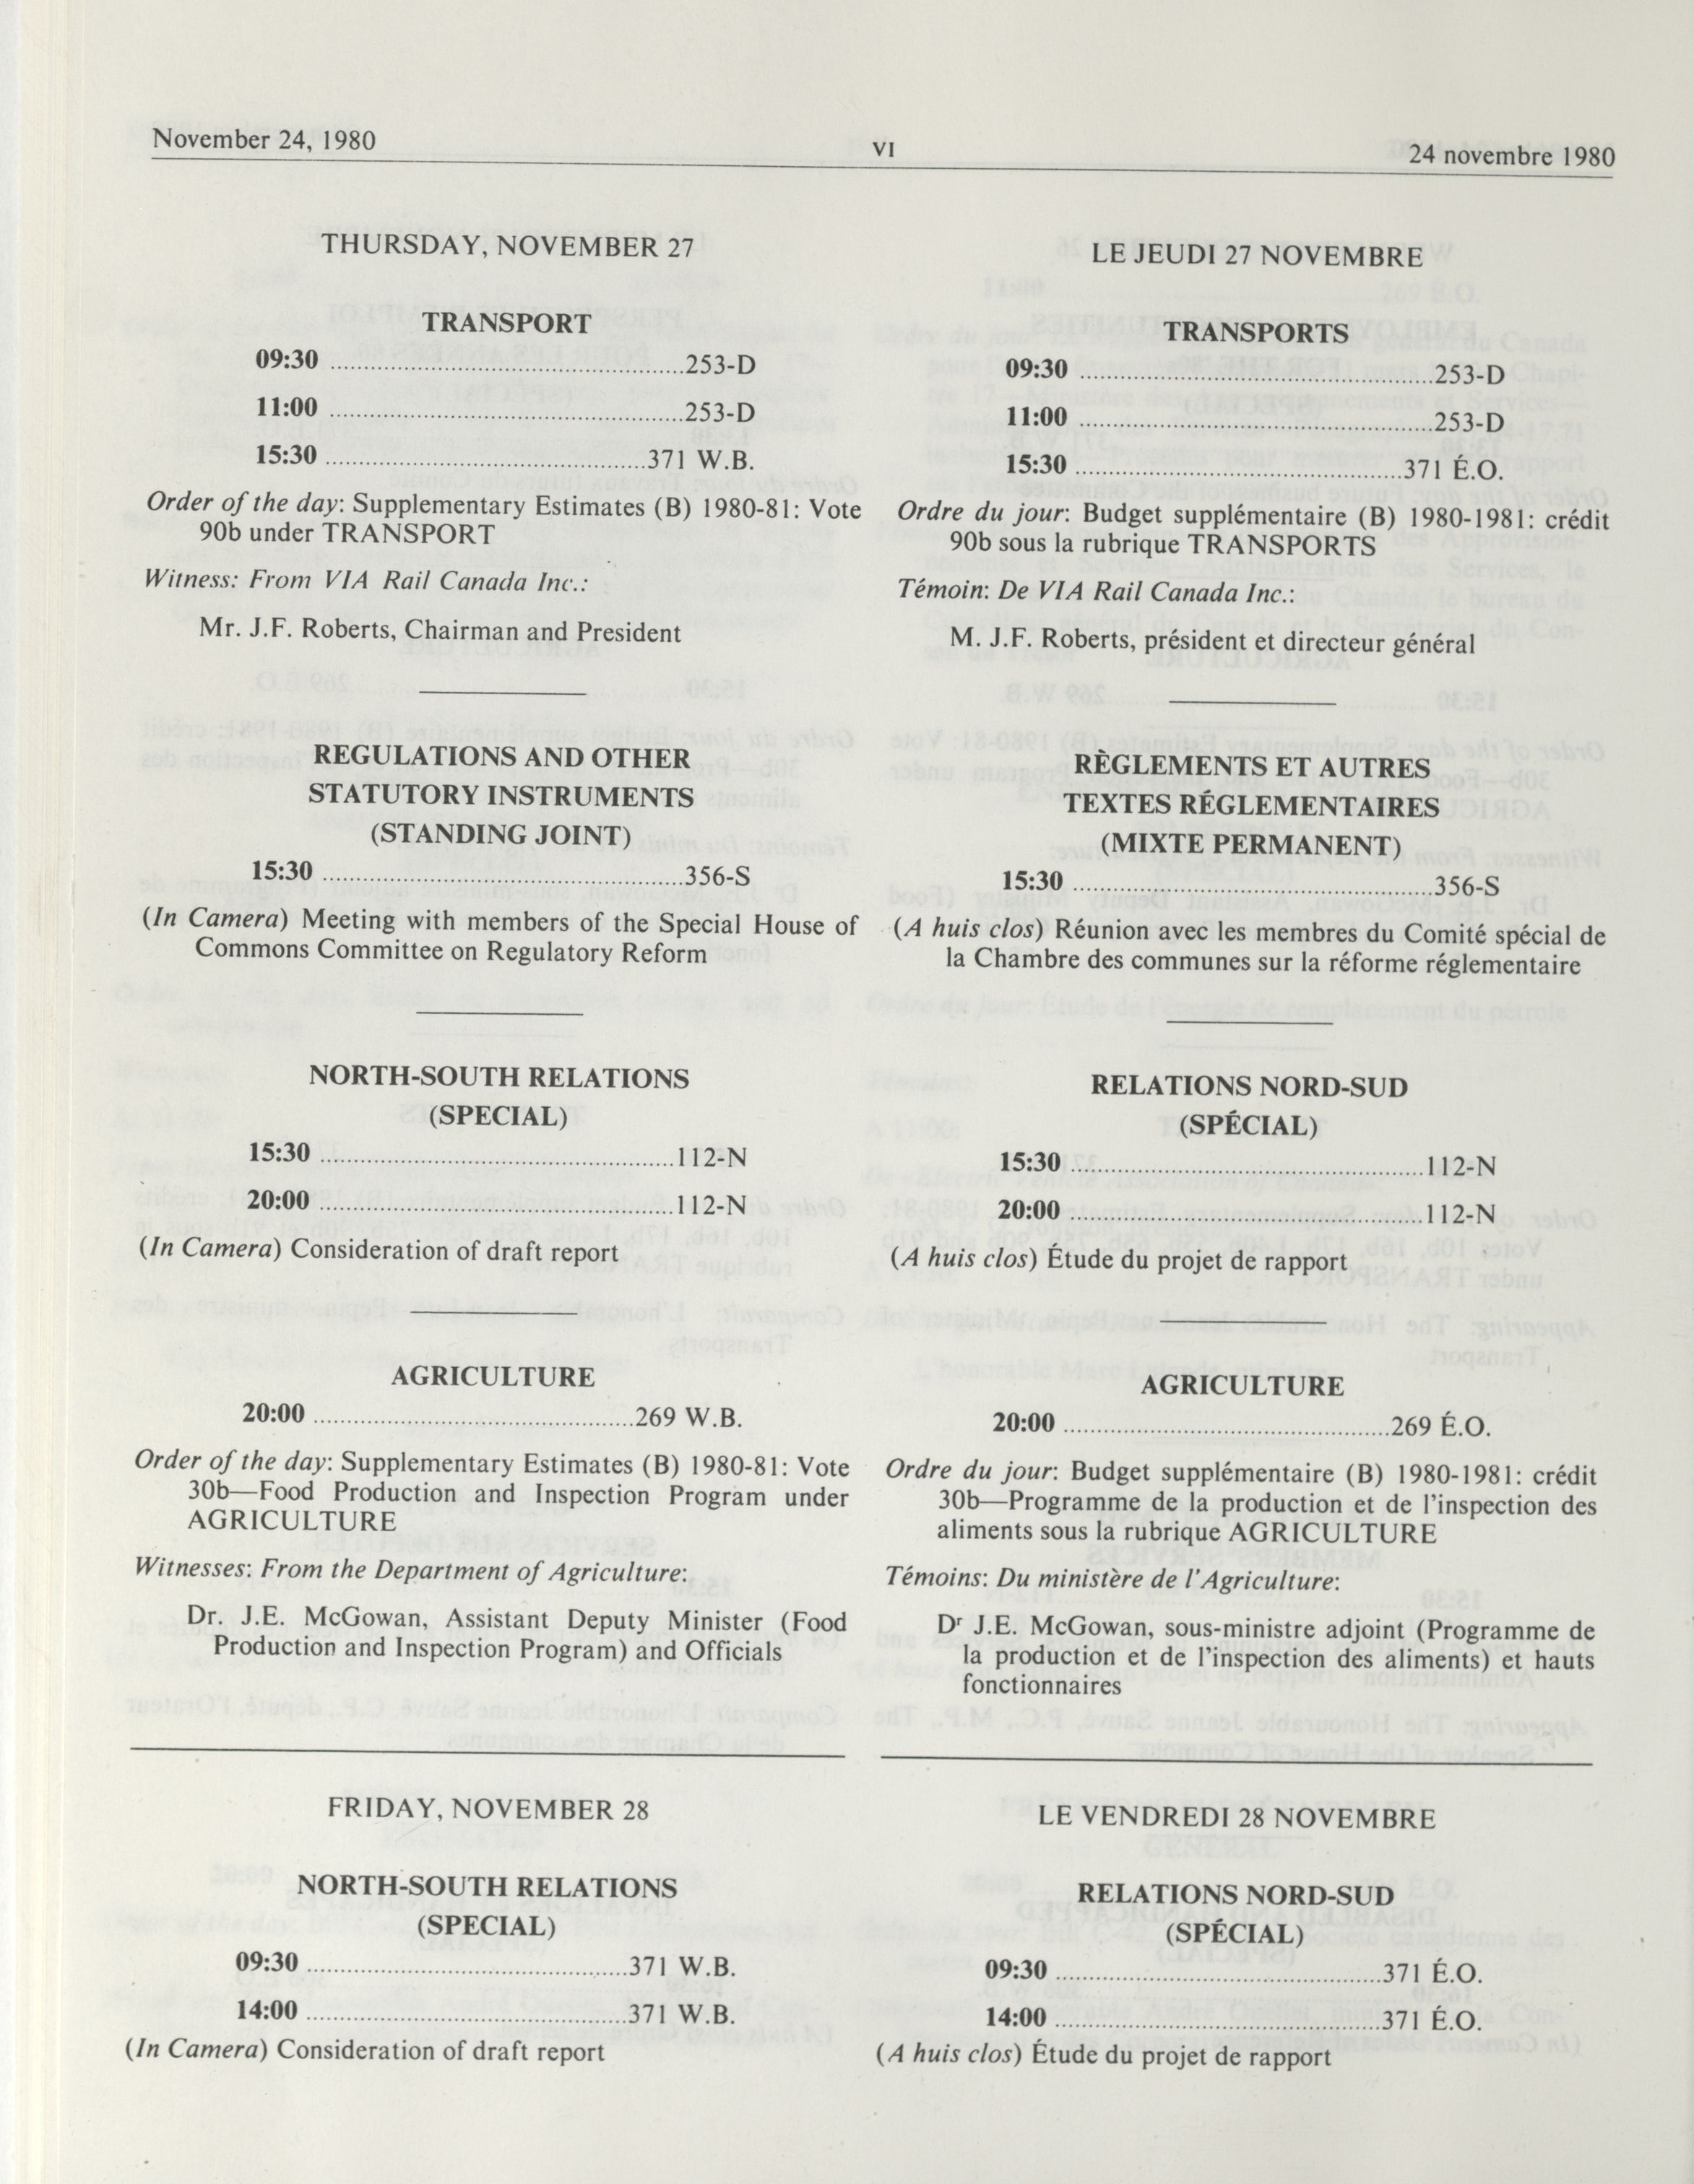 November 24, 1980
VI
24 novembre 1980
THURSDAY, NOVEMBER 27
TRANSPORT
09:30 ........................................253-D
11:00 ........................................253-D
15:30 ....................................371 W.B.
Order of the day: Supplementary Estimates (B) 1980-81: Vote
90b under TRANSPORT
Witness: From VIA Rail Canada Inc.:
Mr. J.F. Roberts, Chairman and President
REGULATIONS AND OTHER
STATUTORY INSTRUMENTS
(STANDING JOINT)
15:30 ........................................356-S
(In Camera) Meeting with members of the Special House of
Commons Committee on Regulatory Reform
NORTH-SOUTH RELATIONS
(SPECIAL)
15:30 ........................................112-N
20:00 ........................................112-N
(In Camera) Consideration of draft report
AGRICULTURE
20:00 ....................................269 W.B.
Order of the day: Supplementary Estimates (B) 1980-81: Vote
30b—Food Production and Inspection Program under
AGRICULTURE
Witnesses: From the Department of Agriculture:
Dr. J.E. McGowan, Assistant Deputy Minister (Food
Production and Inspection Program) and Officials
FRIDAY, NOVEMBER 28
NORTH-SOUTH RELATIONS
(SPECIAL)
09:30 ....................................371 W.B.
14:00 ....................................371 W.B.
(In Camera) Consideration of draft report
LE JEUDI 27 NOVEMBRE
TRANSPORTS
09:30 ........................................253-D
11:00 ........................................253-D
15:30 ....................................371 É.O.
Ordre du jour: Budget supplémentaire (B) 1980-1981: crédit
90b sous la rubrique TRANSPORTS
Témoin: De VIA Rail Canada Inc.:
M. J.F. Roberts, président et directeur général
RÈGLEMENTS ET AUTRES
TEXTES RÉGLEMENTAIRES
(MIXTE PERMANENT)
15:30 ........................................356-S
(A huis clos) Réunion avec les membres du Comité spécial de
la Chambre des communes sur la réforme réglementaire
RELATIONS NORD-SUD
(SPÉCIAL)
15:30 ........................................112-N
20:00 ........................................112-N
(A huis clos) Étude du projet de rapport
AGRICULTURE
20:00 ....................................269 É.O.
Ordre du jour: Budget supplémentaire (B) 1980-1981: crédit
30b—Programme de la production et de l'inspection des
aliments sous la rubrique AGRICULTURE
Témoins: Du ministère de l'Agriculture:
Dr J.E. McGowan, sous-ministre adjoint (Programme de
la production et de l'inspection des aliments) et hauts
fonctionnaires
LE VENDREDI 28 NOVEMBRE
RELATIONS NORD-SUD
(SPÉCIAL)
09:30 ....................................371 É.O.
14:00 ....................................371 É.O.
(A huis clos) Étude du projet de rapport